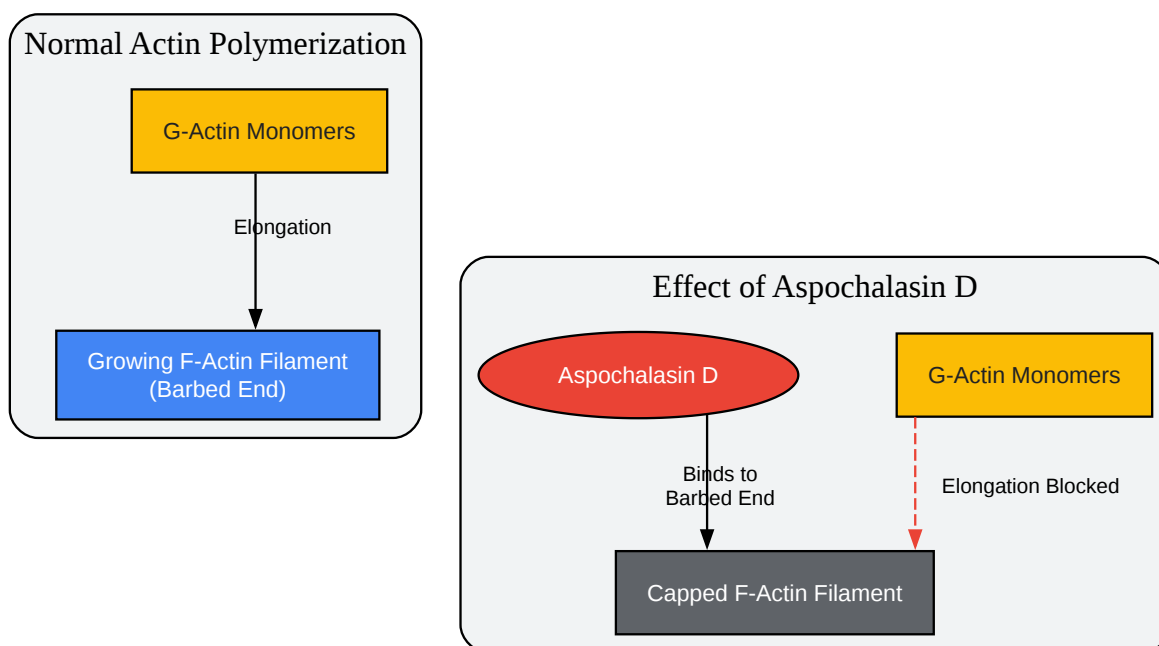 Normal Actin Polymerization
G-Actin Monomers
Elongation
Growing F-Actin Filament
(Barbed End)
Effect of Aspochalasin D
Aspochalasin D
G-Actin Monomers
Binds to
Barbed End
Elongation Blocked
Capped F-Actin Filament